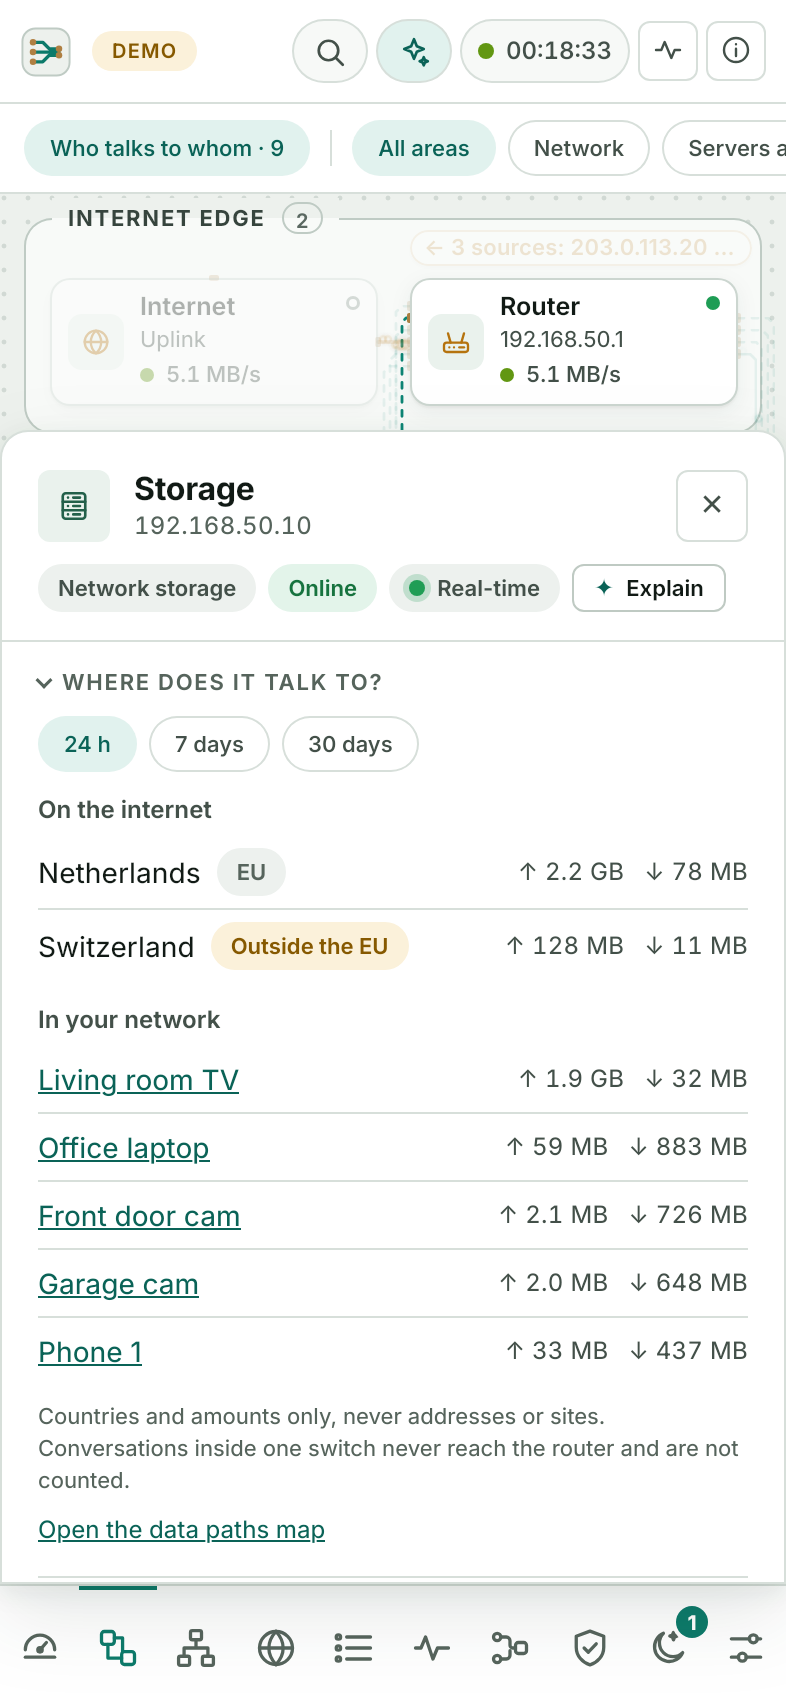 DEMO
00:18:33
Who talks to whom · 9
All areas
Network
Servers a
INTERNET EDGE 2
← 3 sources: 203.0.113.20 ...
Internet
Uplink
5.1 MB/s
Router
192.168.50.1
5.1 MB/s
Storage
192.168.50.10
Network storage
Online
Real-time
Explain
WHERE DOES IT TALK TO?
24 h
7 days
30 days
On the internet
Netherlands EU ↑ 2.2 GB ↓ 78 MB
Switzerland Outside the EU ↑ 128 MB ↓ 11 MB
In your network
Living room TV ↑ 1.9 GB ↓ 32 MB
Office laptop ↑ 59 MB ↓ 883 MB
Front door cam ↑ 2.1 MB ↓ 726 MB
Garage cam ↑ 2.0 MB ↓ 648 MB
Phone 1 ↑ 33 MB ↓ 437 MB
Countries and amounts only, never addresses or sites.
Conversations inside one switch never reach the router and are not
counted.
Open the data paths map
1